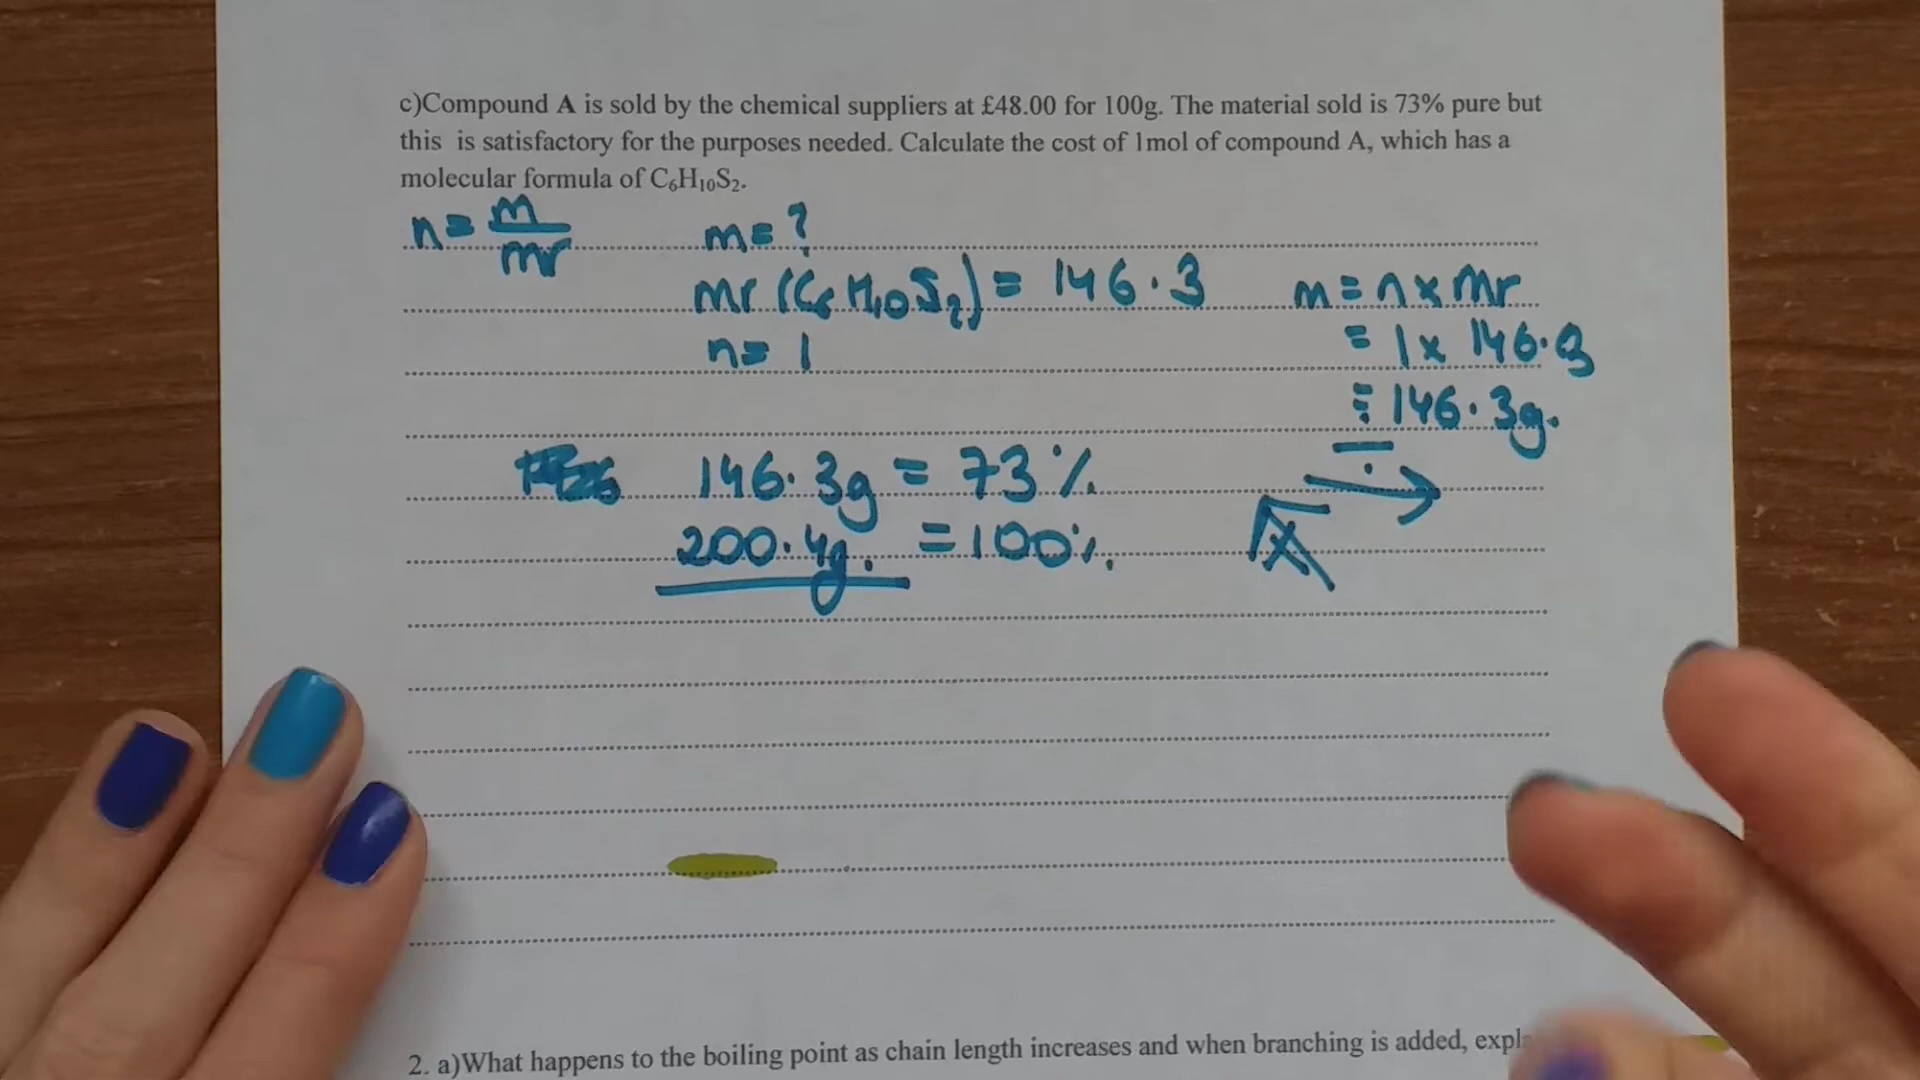 c)Compound A is sold by the chemical suppliers at £48.00 for 100g. The material sold is 73% pure but
this is satisfactory for the purposes needed. Calculate the cost of 1mol of compound A, which has a
molecular formula of C₆H₁₀S₂.
n = m/mr
m = ?
mr (C₆H₁₀S₂) = 146.3
n = 1
m = n x mr
= 1 x 146.3
= 146.3g.
146.3g = 73%
200.4g. = 100%.
÷
x
2. a)What happens to the boiling point as chain length increases and when branching is added,